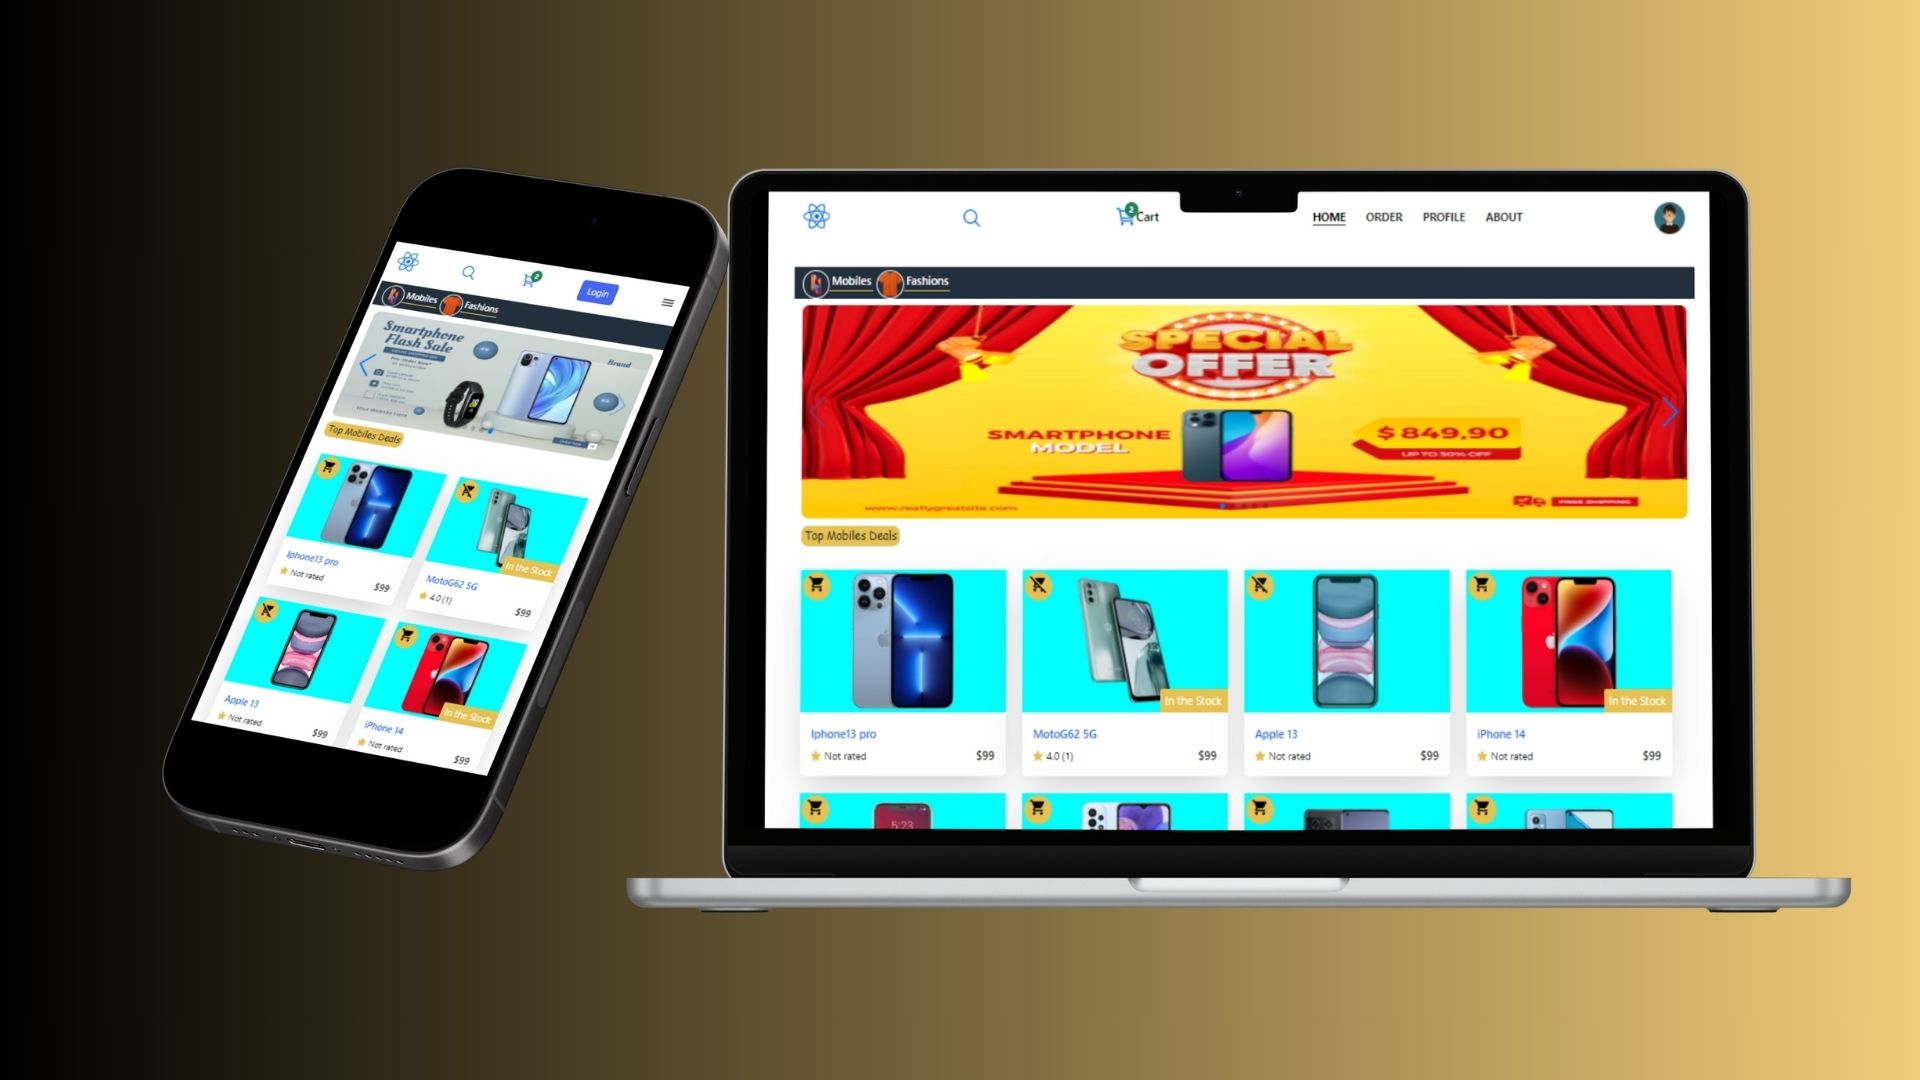 2
Login
Mobiles Fashions
Smartphone
Flash Sale
Brand
Your Website Here
Top Mobiles Deals
Iphone13 pro
Not rated
$99
In the Stock
MotoG62 5G
4.0 (1)
$99
Apple 13
Not rated
$99
In the Stock
iPhone 14
Not rated
$99
2
Cart
HOME ORDER PROFILE ABOUT
Mobiles Fashions
SPECIAL
OFFER
SMARTPHONE
MODEL
$ 849,90
UP TO 50% OFF
www.reallygreatsite.com
FREE SHIPPING
Top Mobiles Deals
Iphone13 pro
Not rated $99
In the Stock
MotoG62 5G
4.0 (1) $99
Apple 13
Not rated $99
In the Stock
iPhone 14
Not rated $99
5:23